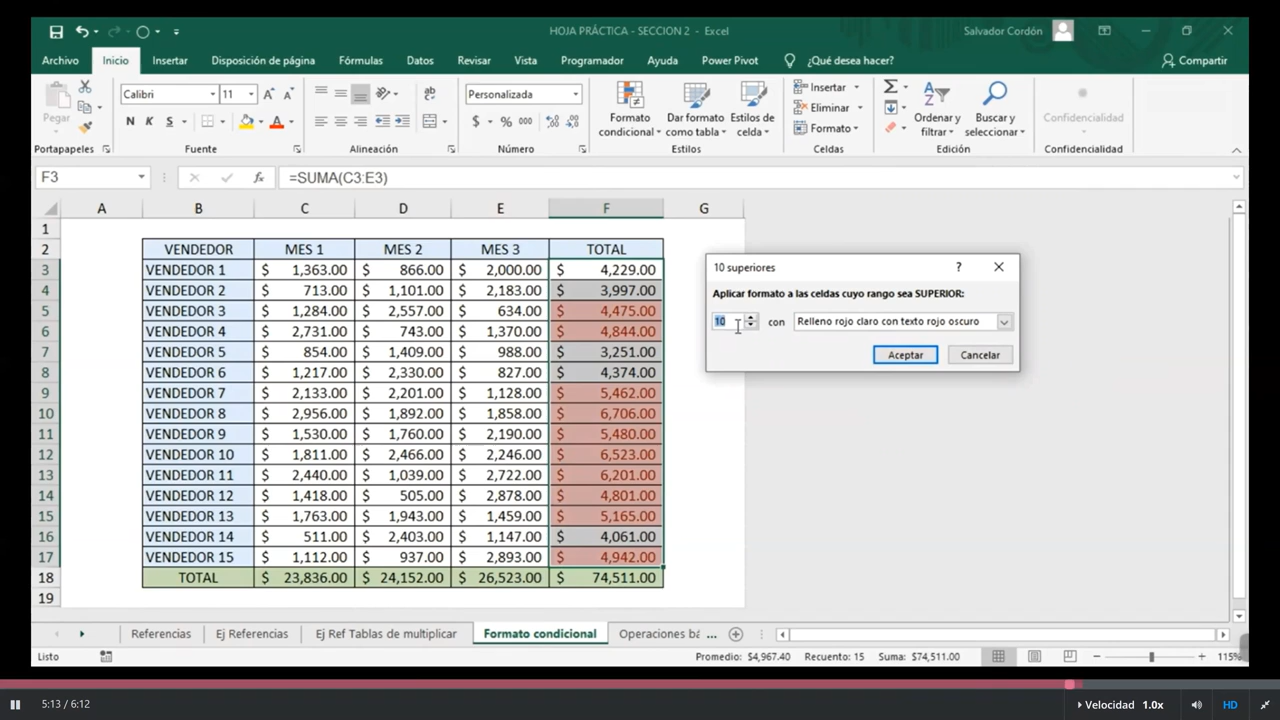 HOJA PRÁCTICA - SECCION 2 - Excel
Salvador Cordón
Archivo Inicio Insertar Disposición de página Fórmulas Datos Revisar Vista Programador Ayuda Power Pivot ¿Qué desea hacer? Compartir
Pegar
Portapapeles
Calibri 11
N K S
Fuente
Alineación
Personalizada
$ % 000
Número
Formato condicional
Dar formato como tabla
Estilos de celda
Estilos
Insertar
Eliminar
Formato
Celdas
Ordenar y filtrar
Buscar y seleccionar
Edición
Confidencialidad
Confidencialidad
F3 fx =SUMA(C3:E3)
A B C D E F G
1
2 VENDEDOR MES 1 MES 2 MES 3 TOTAL
3 VENDEDOR 1 $ 1,363.00 $ 866.00 $ 2,000.00 $ 4,229.00
4 VENDEDOR 2 $ 713.00 $ 1,101.00 $ 2,183.00 $ 3,997.00
5 VENDEDOR 3 $ 1,284.00 $ 2,557.00 $ 634.00 $ 4,475.00
6 VENDEDOR 4 $ 2,731.00 $ 743.00 $ 1,370.00 $ 4,844.00
7 VENDEDOR 5 $ 854.00 $ 1,409.00 $ 988.00 $ 3,251.00
8 VENDEDOR 6 $ 1,217.00 $ 2,330.00 $ 827.00 $ 4,374.00
9 VENDEDOR 7 $ 2,133.00 $ 2,201.00 $ 1,128.00 $ 5,462.00
10 VENDEDOR 8 $ 2,956.00 $ 1,892.00 $ 1,858.00 $ 6,706.00
11 VENDEDOR 9 $ 1,530.00 $ 1,760.00 $ 2,190.00 $ 5,480.00
12 VENDEDOR 10 $ 1,811.00 $ 2,466.00 $ 2,246.00 $ 6,523.00
13 VENDEDOR 11 $ 2,440.00 $ 1,039.00 $ 2,722.00 $ 6,201.00
14 VENDEDOR 12 $ 1,418.00 $ 505.00 $ 2,878.00 $ 4,801.00
15 VENDEDOR 13 $ 1,763.00 $ 1,943.00 $ 1,459.00 $ 5,165.00
16 VENDEDOR 14 $ 511.00 $ 2,403.00 $ 1,147.00 $ 4,061.00
17 VENDEDOR 15 $ 1,112.00 $ 937.00 $ 2,893.00 $ 4,942.00
18 TOTAL $ 23,836.00 $ 24,152.00 $ 26,523.00 $ 74,511.00
19
10 superiores ?
Aplicar formato a las celdas cuyo rango sea SUPERIOR:
10 con Relleno rojo claro con texto rojo oscuro
Aceptar Cancelar
Referencias Ej Referencias Ej Ref Tablas de multiplicar Formato condicional Operaciones bá ...
Listo Promedio: $4,967.40 Recuento: 15 Suma: $74,511.00 115%
5:13 / 6:12 Velocidad 1.0x HD